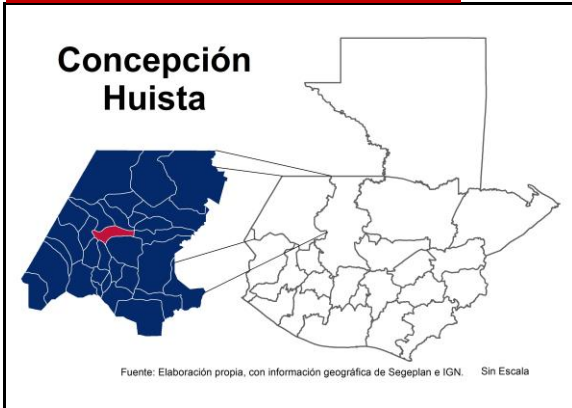 Concepción
Huista
Fuente: Elaboración propia, con información geográfica de Segeplan e IGN. Sin Escala